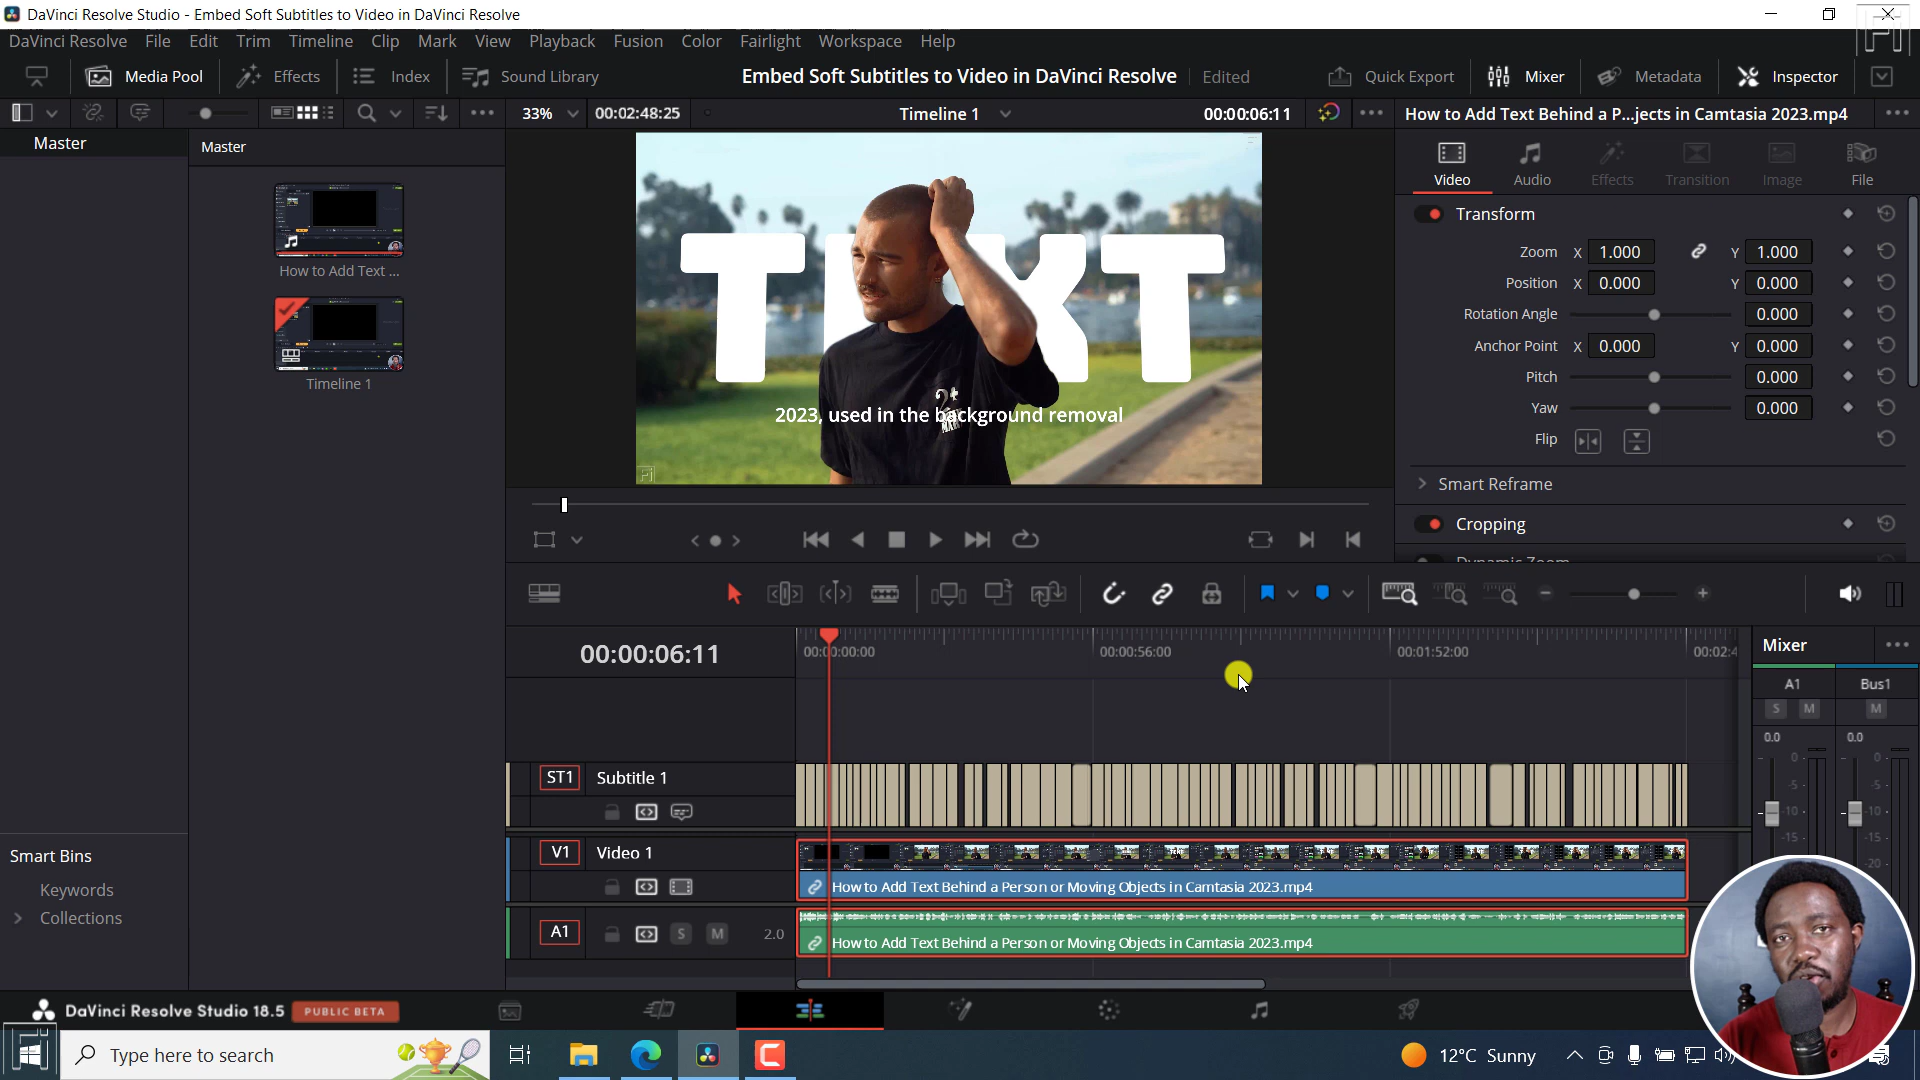 DaVinci Resolve Studio - Embed Soft Subtitles to Video in DaVinci Resolve
DaVinci Resolve File Edit Trim Timeline Clip Mark View Playback Fusion Color Fairlight Workspace Help
Media Pool Effects Index Sound Library Embed Soft Subtitles to Video in DaVinci Resolve Edited Quick Export Mixer Metadata Inspector
33% 00:02:48:25 Timeline 1 00:00:06:11 How to Add Text Behind a P...jects in Camtasia 2023.mp4
Master
Master
How to Add Text ...
Timeline 1
2023, used in the background removal
Video Audio Effects Transition Image File
Transform
Zoom X 1.000 Y 1.000
Position X 0.000 Y 0.000
Rotation Angle 0.000
Anchor Point X 0.000 Y 0.000
Pitch 0.000
Yaw 0.000
Flip
Smart Reframe
Cropping
Dynamic Zoom
00:00:06:11
00:00:00:00 00:00:56:00 00:01:52:00 00:02:4
ST1 Subtitle 1
V1 Video 1
How to Add Text Behind a Person or Moving Objects in Camtasia 2023.mp4
A1 S M 2.0
How to Add Text Behind a Person or Moving Objects in Camtasia 2023.mp4
Mixer
A1 Bus1
S M M
0.0 0.0
0 0
-5 -5
-10 -10
-15 -15
-20
Smart Bins
Keywords
Collections
DaVinci Resolve Studio 18.5 PUBLIC BETA
Type here to search
12°C Sunny